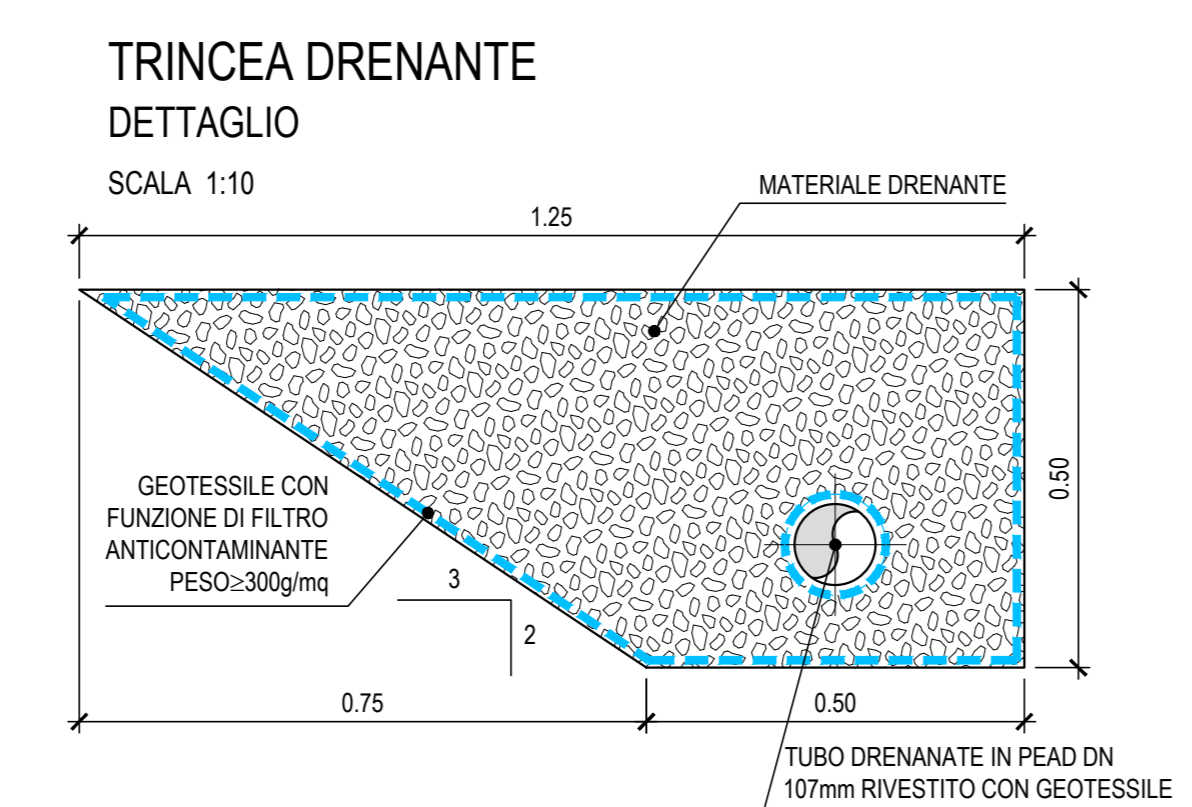 TRINCEA DRENANTE
DETTAGLIO
SCALA 1:10
MATERIALE DRENANTE
1.25
0.50
GEOTESSILE CON
FUNZIONE DI FILTRO
ANTICONTAMINANTE
PESO≥300g/mq
3
2
0.75
0.50
TUBO DRENANATE IN PEAD DN
107mm RIVESTITO CON GEOTESSILE